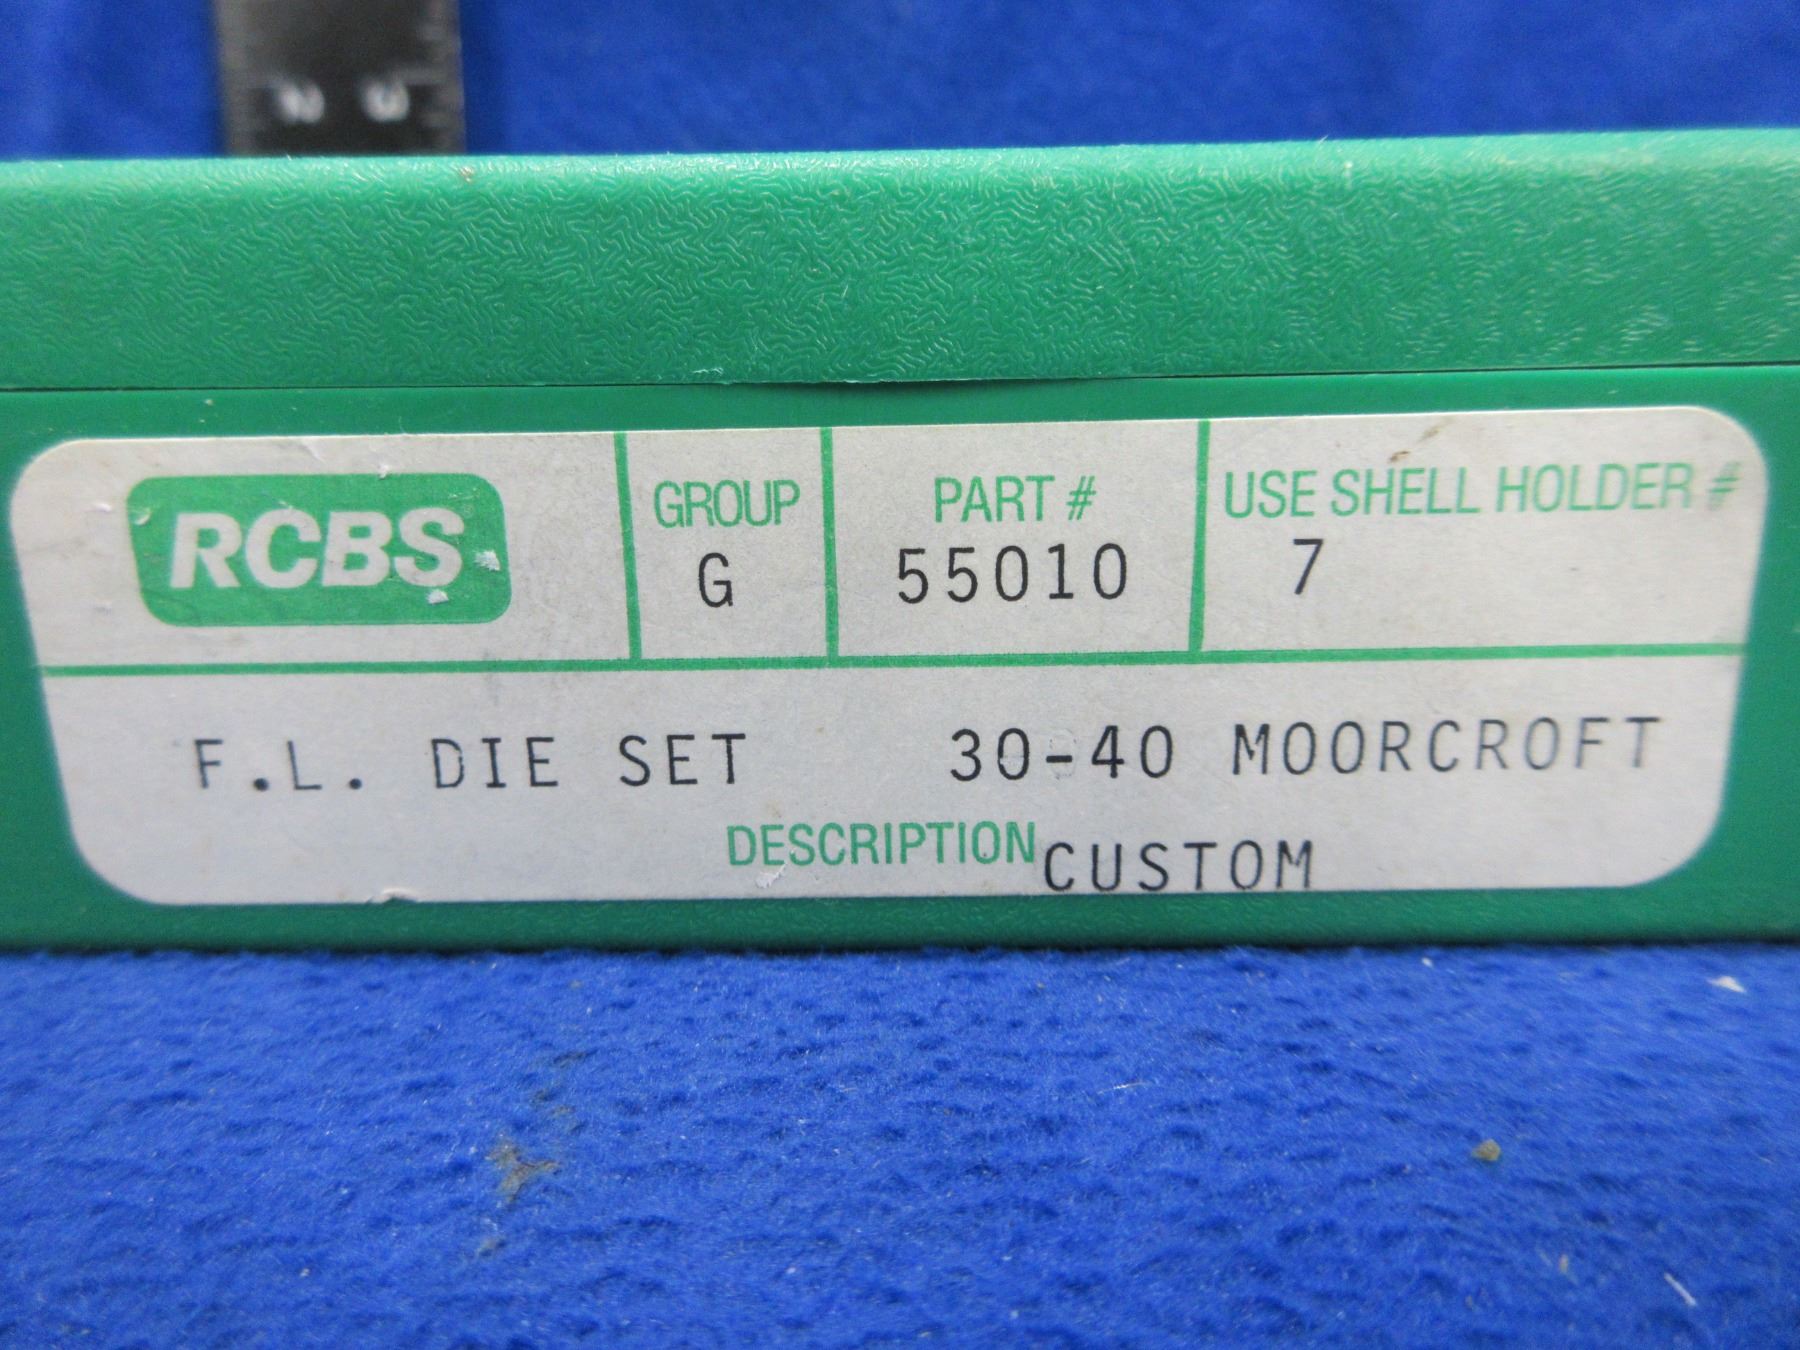 RCBS GROUP PART # USE SHELL HOLDER #
G 55010 7
F.L. DIE SET 30-40 MOORCROFT
DESCRIPTION CUSTOM